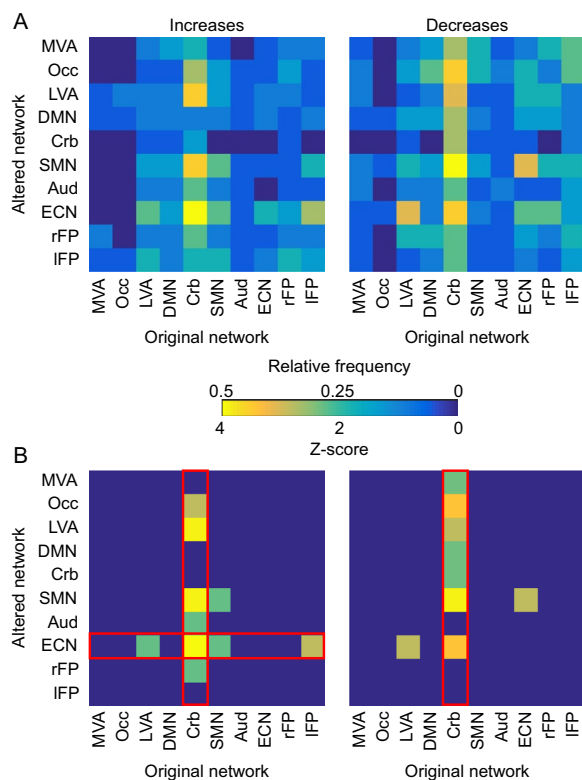 A
Increases
Decreases
Altered network
MVA
Occ
LVA
DMN
Crb
SMN
Aud
ECN
rFP
lFP
MVA Occ LVA DMN Crb SMN Aud ECN rFP lFP
MVA Occ LVA DMN Crb SMN Aud ECN rFP lFP
Original network
Original network
Relative frequency
0.5 0.25 0
4 2 0
Z-score
B
Altered network
MVA
Occ
LVA
DMN
Crb
SMN
Aud
ECN
rFP
lFP
MVA Occ LVA DMN Crb SMN Aud ECN rFP lFP
MVA Occ LVA DMN Crb SMN Aud ECN rFP lFP
Original network
Original network